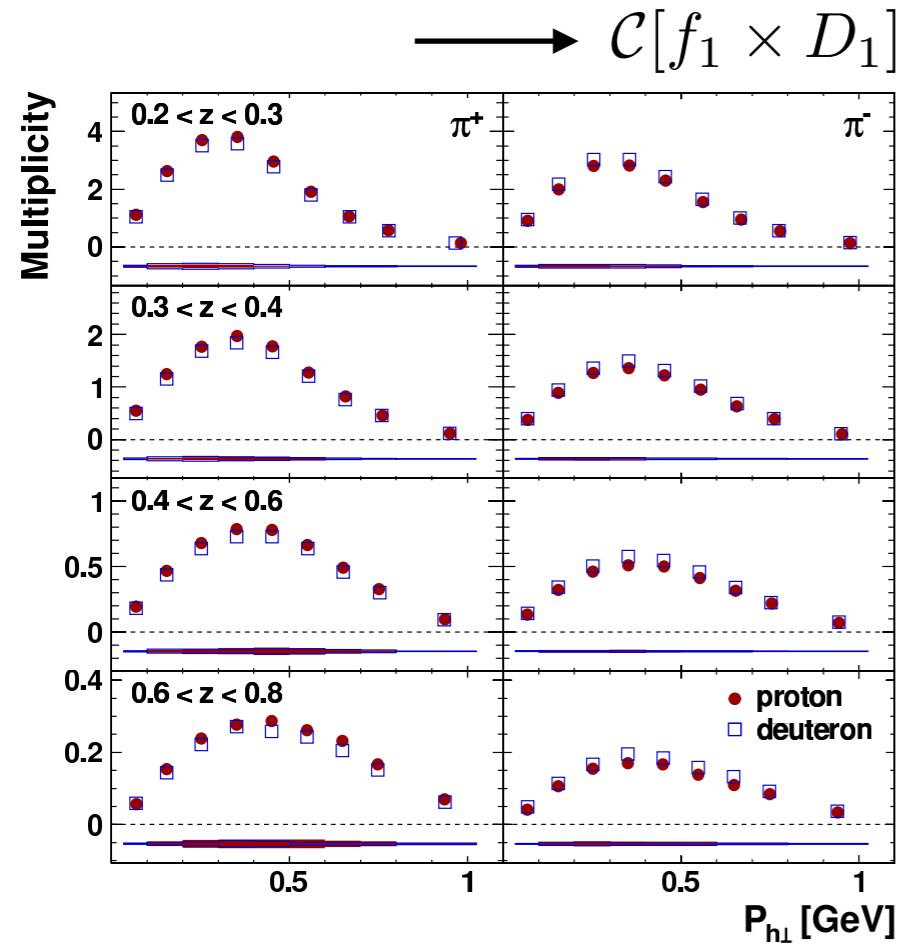 𝒞[f₁ × D₁]
Multiplicity
0.2 < z < 0.3
π⁺
π⁻
4
2
0
0.3 < z < 0.4
2
1
0
0.4 < z < 0.6
1
0.5
0
0.6 < z < 0.8
0.4
0.2
0
proton
deuteron
0.5 1 0.5 1
P_h⊥ [GeV]